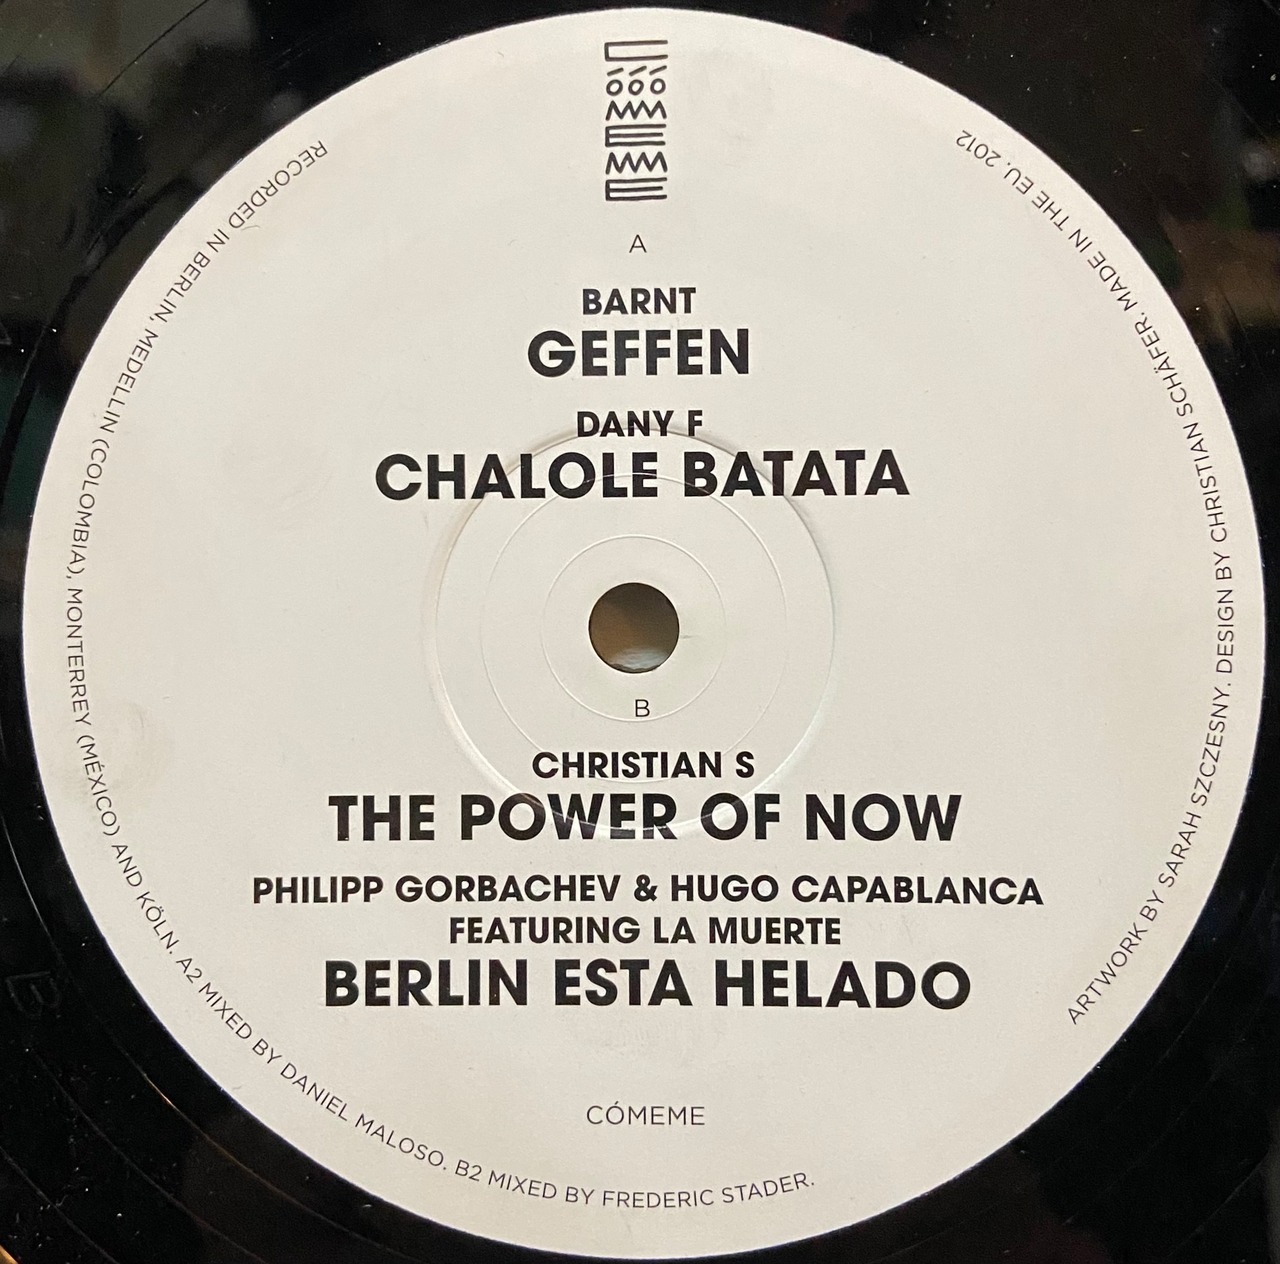 CÓMEME
A
BARNT
GEFFEN
DANY F
CHALOLE BATATA
B
CHRISTIAN S
THE POWER OF NOW
PHILIPP GORBACHEV & HUGO CAPABLANCA
FEATURING LA MUERTE
BERLIN ESTA HELADO
CÓMEME
RECORDED IN BERLIN, MEDELLIN (COLOMBIA), MONTERREY (MÉXICO) AND KÖLN. A2 MIXED BY DANIEL MALOSO. B2 MIXED BY FREDERIC STADER.
ARTWORK BY SARAH SZCZESNY. DESIGN BY CHRISTIAN SCHÄFER. MADE IN THE EU, 2012